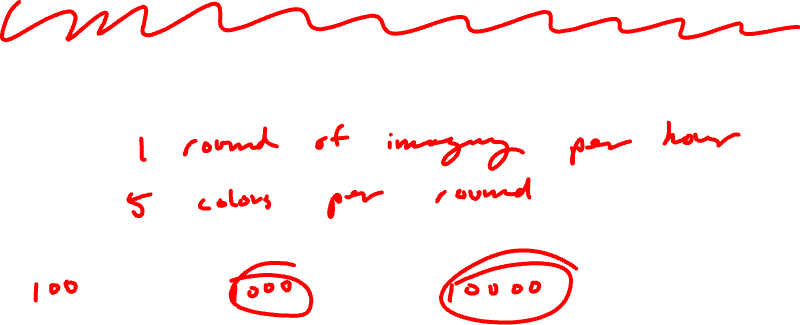 1 round of imaging per hour
5 colors per round
100 1000 10000